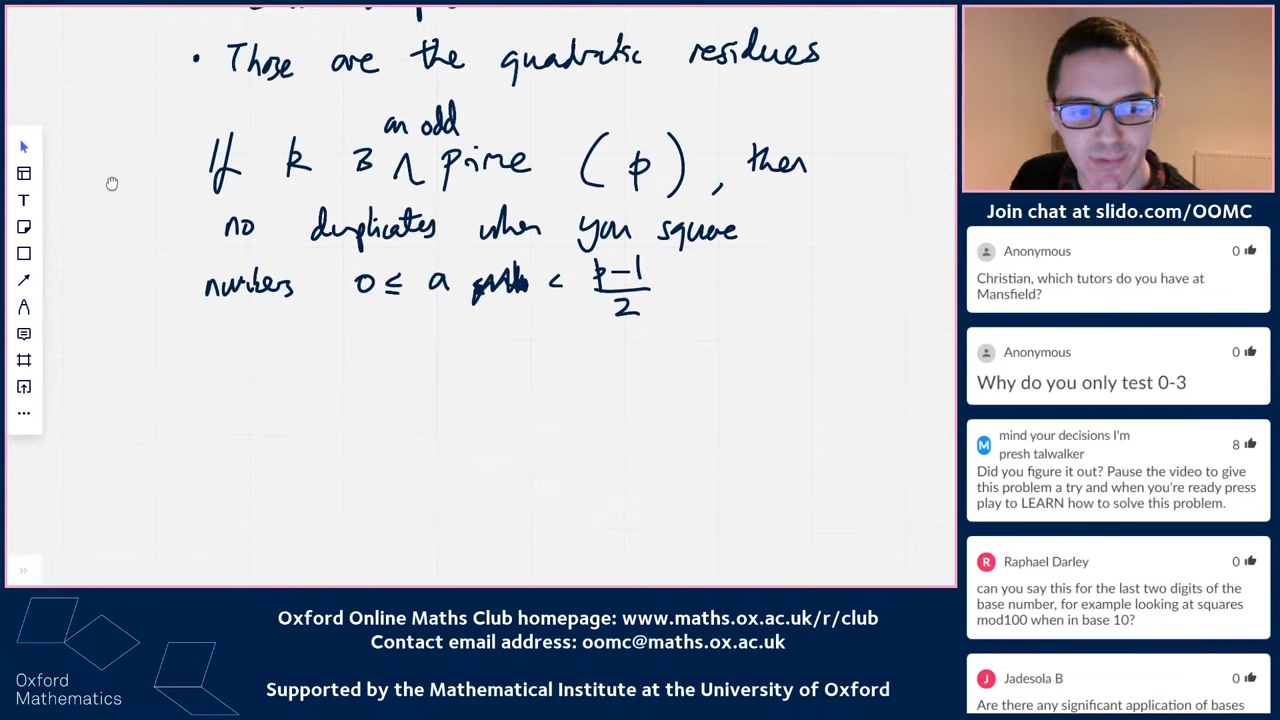 • Those are the quadratic residues
an odd
If k is ∧ prime (p), then
no duplicates when you square
numbers 0 ≤ a < p-1
2
Join chat at slido.com/OOMC
Anonymous 0
Christian, which tutors do you have at
Mansfield?
Anonymous 0
Why do you only test 0-3
M mind your decisions I'm 8
presh talwalker
Did you figure it out? Pause the video to give
this problem a try and when you're ready press
play to LEARN how to solve this problem.
R Raphael Darley 0
can you say this for the last two digits of the
base number, for example looking at squares
mod100 when in base 10?
J Jadesola B 0
Are there any significant application of bases
Oxford
Mathematics
Oxford Online Maths Club homepage: www.maths.ox.ac.uk/r/club
Contact email address: oomc@maths.ox.ac.uk
Supported by the Mathematical Institute at the University of Oxford